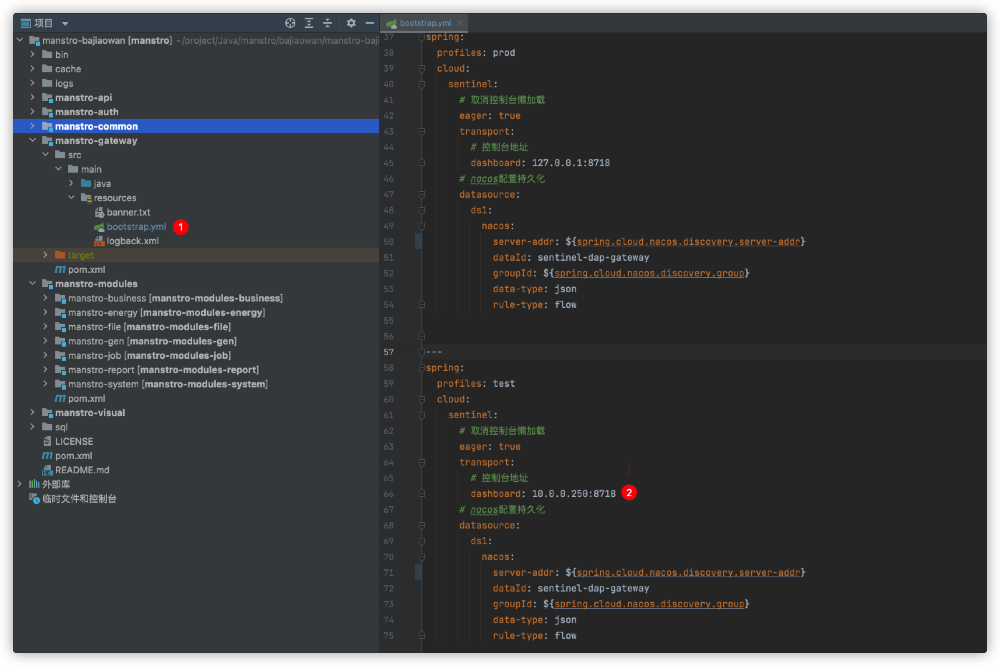 项目
manstro-bajiaowan [manstro] ~/project/Java/manstro/bajiaowan/manstro-baji
bin
cache
logs
manstro-api
manstro-auth
manstro-common
manstro-gateway
src
main
java
resources
banner.txt
bootstrap.yml 1
logback.xml
target
pom.xml
manstro-modules
manstro-business [manstro-modules-business]
manstro-energy [manstro-modules-energy]
manstro-file [manstro-modules-file]
manstro-gen [manstro-modules-gen]
manstro-job [manstro-modules-job]
manstro-report [manstro-modules-report]
manstro-system [manstro-modules-system]
pom.xml
manstro-visual
sql
LICENSE
pom.xml
README.md
外部库
临时文件和控制台
bootstrap.yml
37 spring:
38 profiles: prod
39 cloud:
40 sentinel:
41 # 取消控制台懒加载
42 eager: true
43 transport:
44 # 控制台地址
45 dashboard: 127.0.0.1:8718
46 # nacos配置持久化
47 datasource:
48 ds1:
49 nacos:
50 server-addr: ${spring.cloud.nacos.discovery.server-addr}
51 dataId: sentinel-dap-gateway
52 groupId: ${spring.cloud.nacos.discovery.group}
53 data-type: json
54 rule-type: flow
55
56
57 ---
58 spring:
59 profiles: test
60 cloud:
61 sentinel:
62 # 取消控制台懒加载
63 eager: true
64 transport:
65 # 控制台地址
66 dashboard: 10.0.0.250:8718 2
67 # nacos配置持久化
68 datasource:
69 ds1:
70 nacos:
71 server-addr: ${spring.cloud.nacos.discovery.server-addr}
72 dataId: sentinel-dap-gateway
73 groupId: ${spring.cloud.nacos.discovery.group}
74 data-type: json
75 rule-type: flow